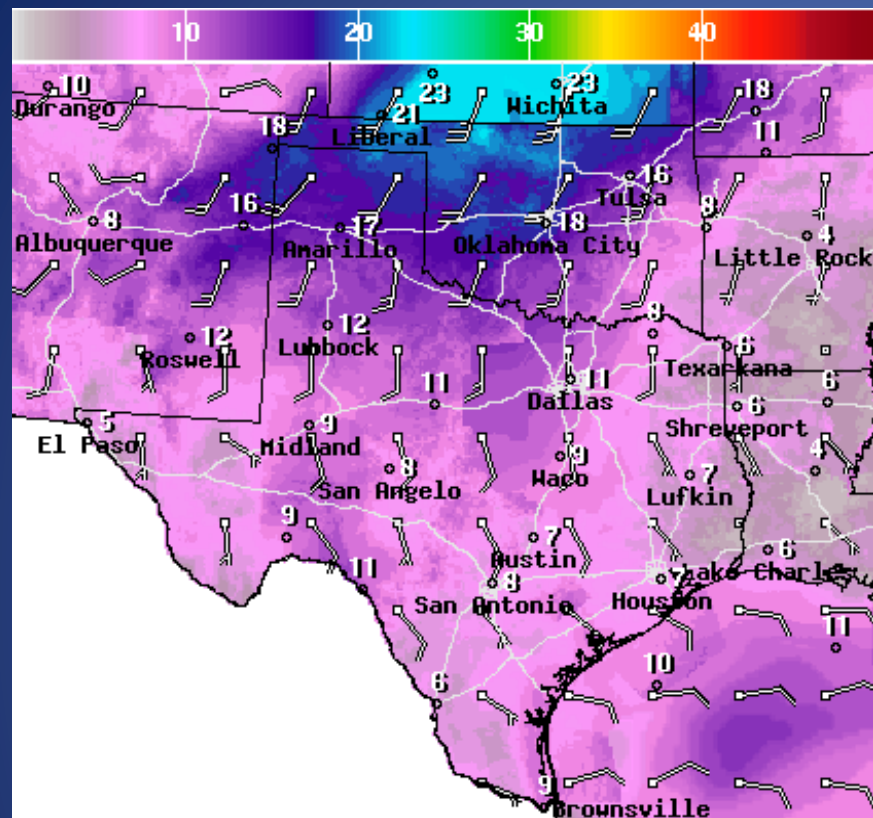 10 20 30 40
10
Durango
23
23
Wichita
21
Liberal
18
18
11
16
Tulsa
8
Albuquerque
16
17
Amarillo
18
Oklahoma City
8
4
Little Rock
12
Roswell
12
Lubbock
8
6
Texarkana
11
11
Dallas
6
6
Shreveport
5
El Paso
9
Midland
8
San Angelo
9
Waco
7
Lufkin
4
9
7
Austin
6
Lake Charles
11
8
San Antonio
7
Houston
11
10
6
9
Brownsville